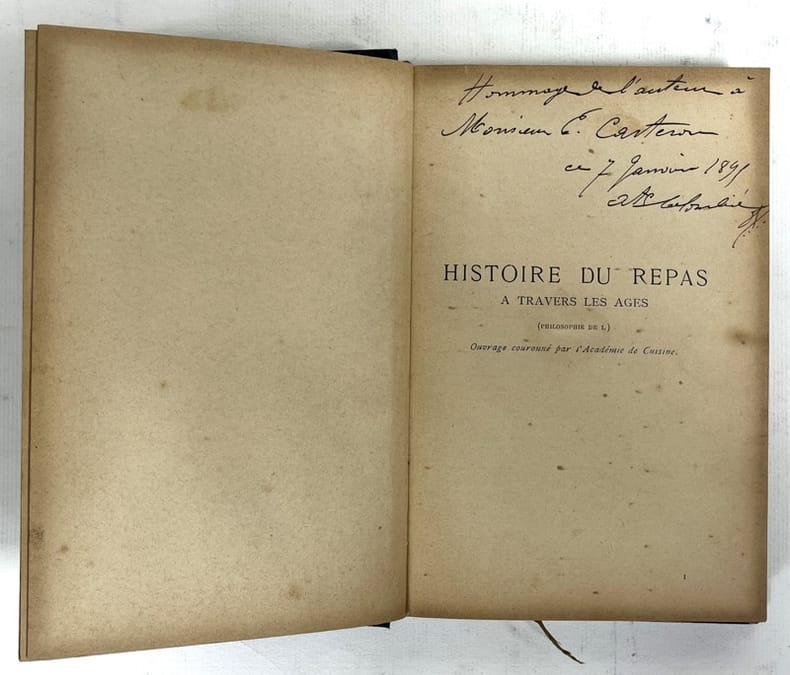 Hommage de l'auteur à
Monsieur E. Casteron
ce 7 Janvier 1891
HISTOIRE DU REPAS
A TRAVERS LES AGES
(PHILOSOPHIE DE L)
Ouvrage couronné par l'Académie de Cuisine.
1